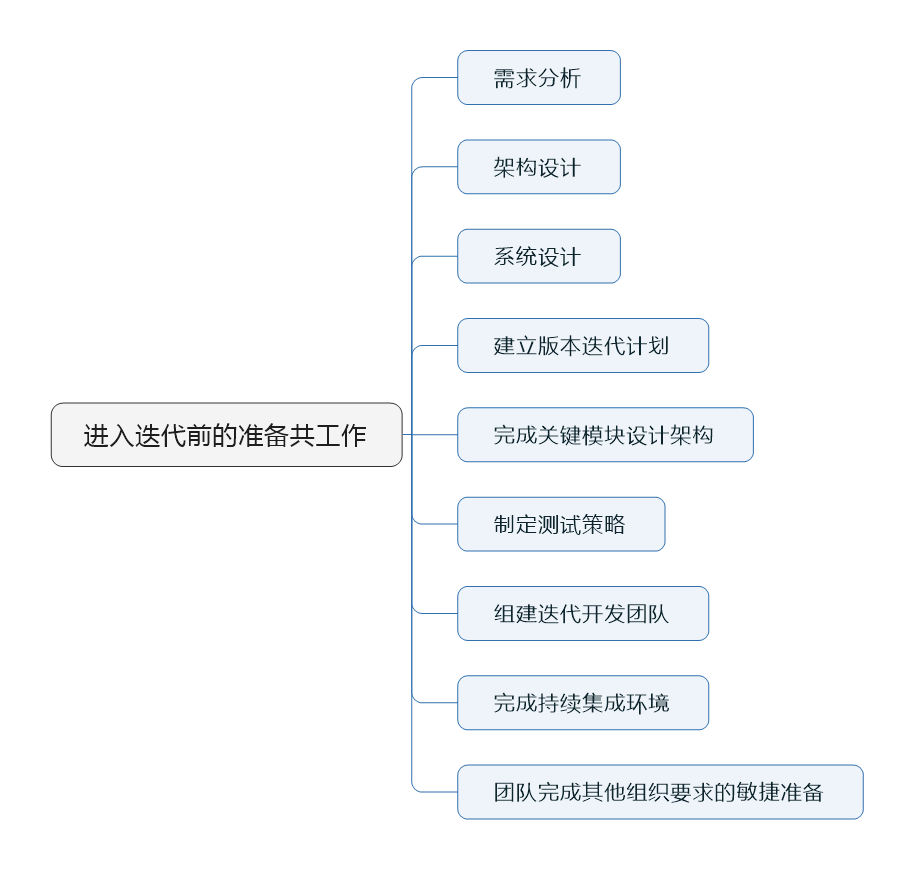 需求分析
架构设计
系统设计
建立版本迭代计划
进入迭代前的准备共工作
完成关键模块设计架构
制定测试策略
组建迭代开发团队
完成持续集成环境
团队完成其他组织要求的敏捷准备